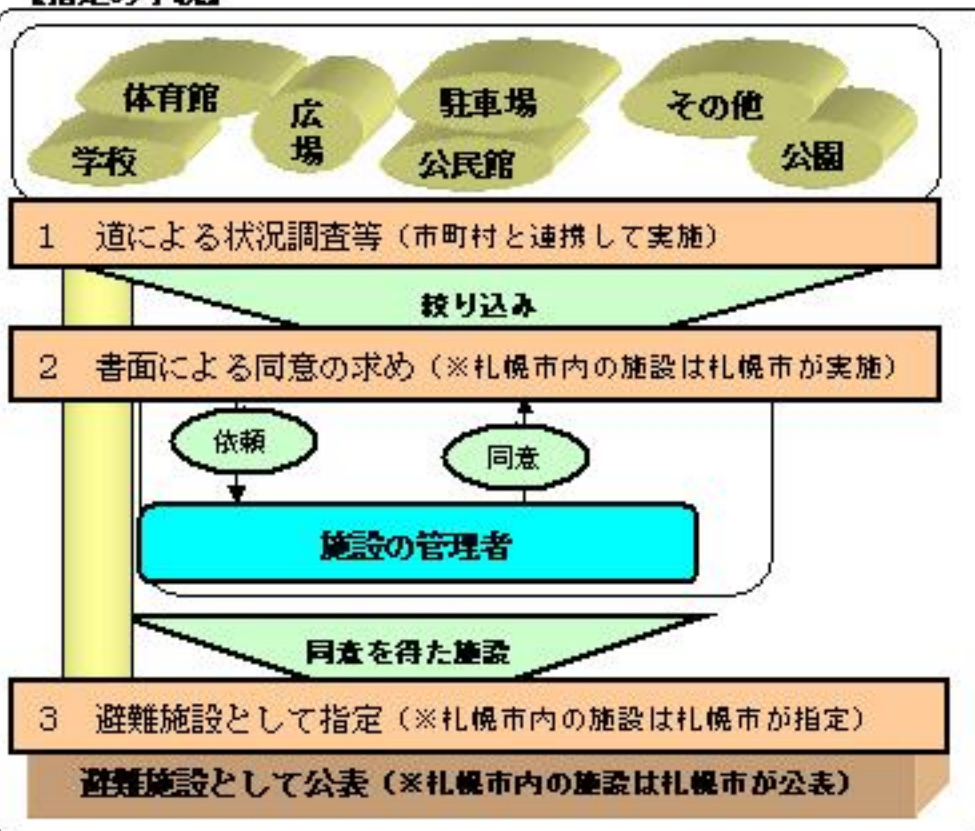 体育館
広場
駐車場
その他
学校
公民館
公園
1 道による状況調査等（市町村と連携して実施）
絞り込み
2 書面による同意の求め（※札幌市内の施設は札幌市が実施）
依頼
同意
施設の管理者
同意を得た施設
3 避難施設として指定（※札幌市内の施設は札幌市が指定）
避難施設として公表（※札幌市内の施設は札幌市が公表）